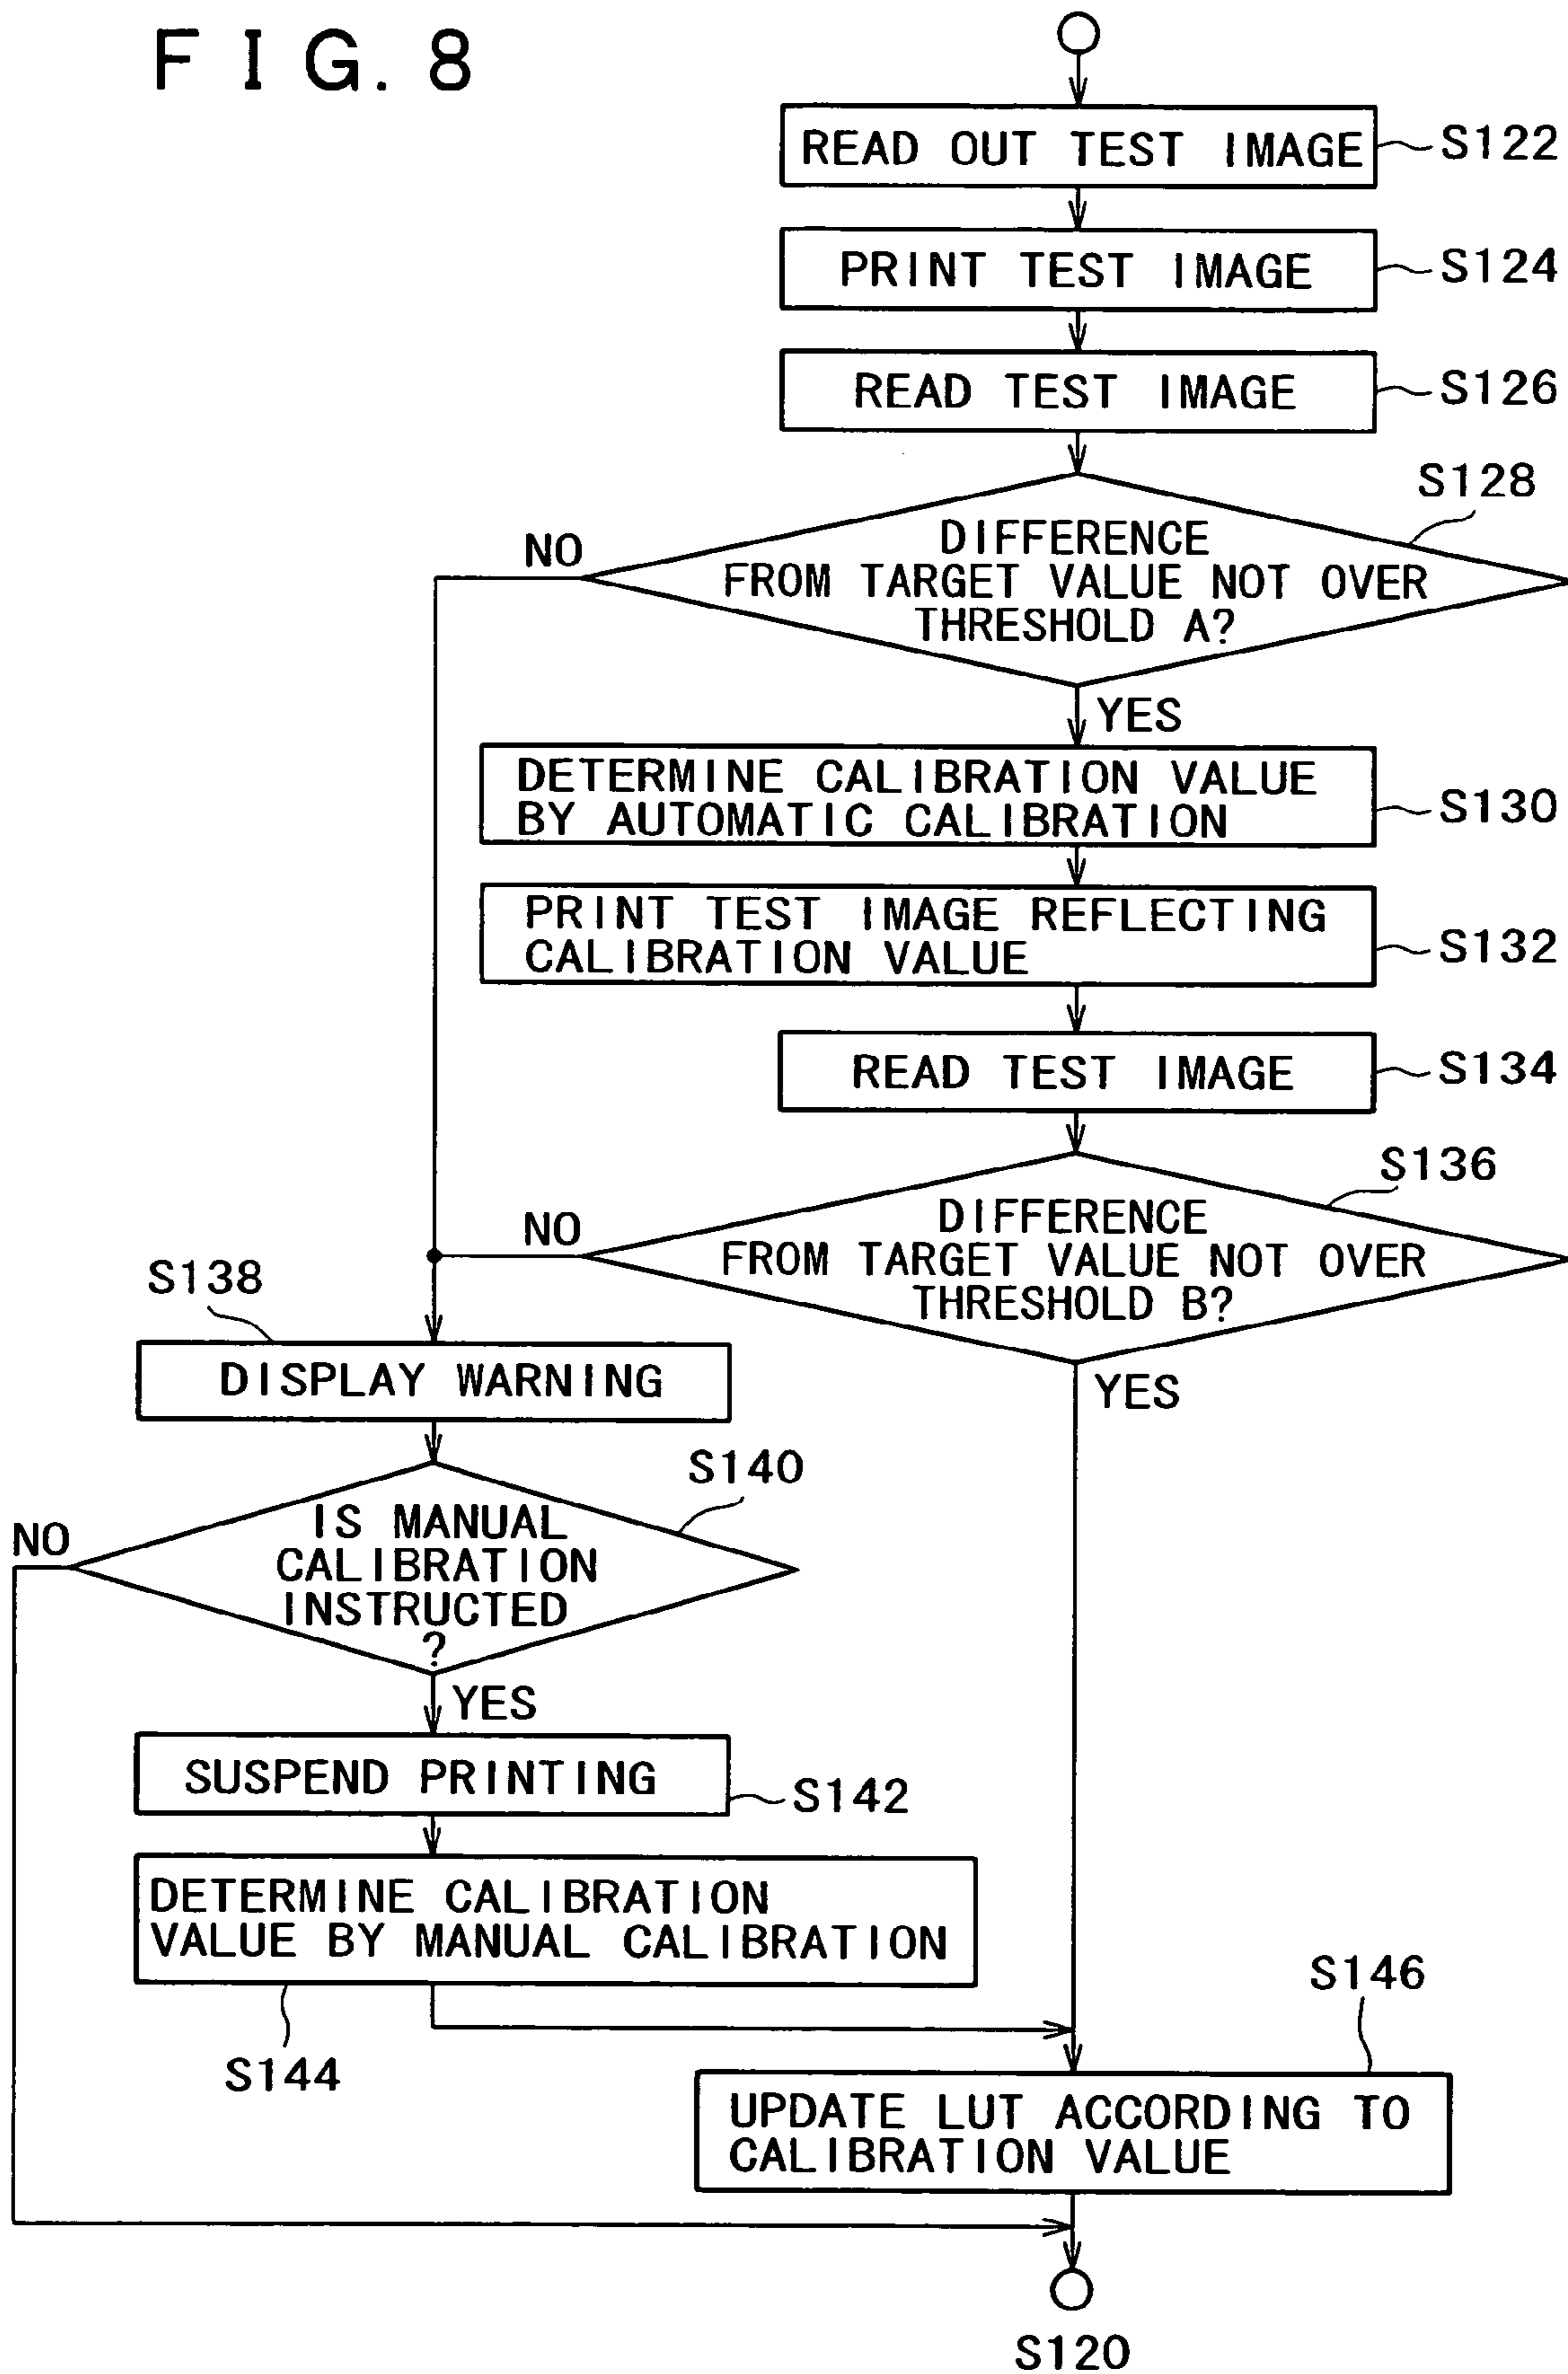 FIG. 8
READ OUT TEST IMAGE
S122
PRINT TEST IMAGE
S124
READ TEST IMAGE
S126
S128
DIFFERENCE
FROM TARGET VALUE NOT OVER
THRESHOLD A?
NO
YES
DETERMINE CALIBRATION VALUE
BY AUTOMATIC CALIBRATION
S130
PRINT TEST IMAGE REFLECTING
CALIBRATION VALUE
S132
READ TEST IMAGE
S134
S136
DIFFERENCE
FROM TARGET VALUE NOT OVER
THRESHOLD B?
NO
YES
S138
DISPLAY WARNING
S140
IS MANUAL
CALIBRATION
INSTRUCTED
?
NO
YES
SUSPEND PRINTING
S142
DETERMINE CALIBRATION
VALUE BY MANUAL CALIBRATION
S144
S146
UPDATE LUT ACCORDING TO
CALIBRATION VALUE
S120